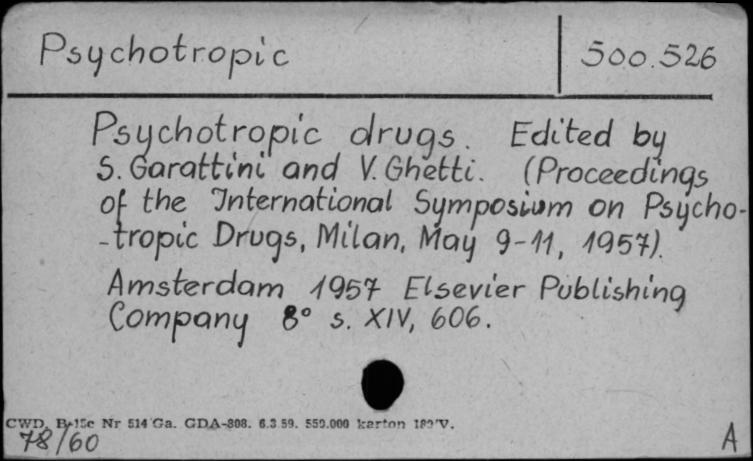 Psychotropic 500.526
Psychotropic drugs. Edited by
S. Garattini and V. Ghetti. (Proceedings
of the International Symposium on Psycho-
-tropic Drugs, Milan, May 9-11, 1957).
Amsterdam 1957 Elsevier Publishing
Company 8° s. XIV, 606.
CWD, B-15c Nr 514 Ga. GDA-808. 6.3.59. 550.000 karton
78/60 A